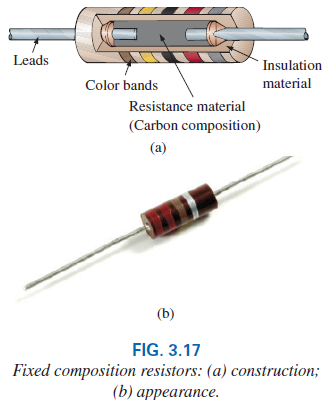 Leads
Color bands
Insulation
material
Resistance material
(Carbon composition)
(a)
(b)
FIG. 3.17
Fixed composition resistors: (a) construction;
(b) appearance.